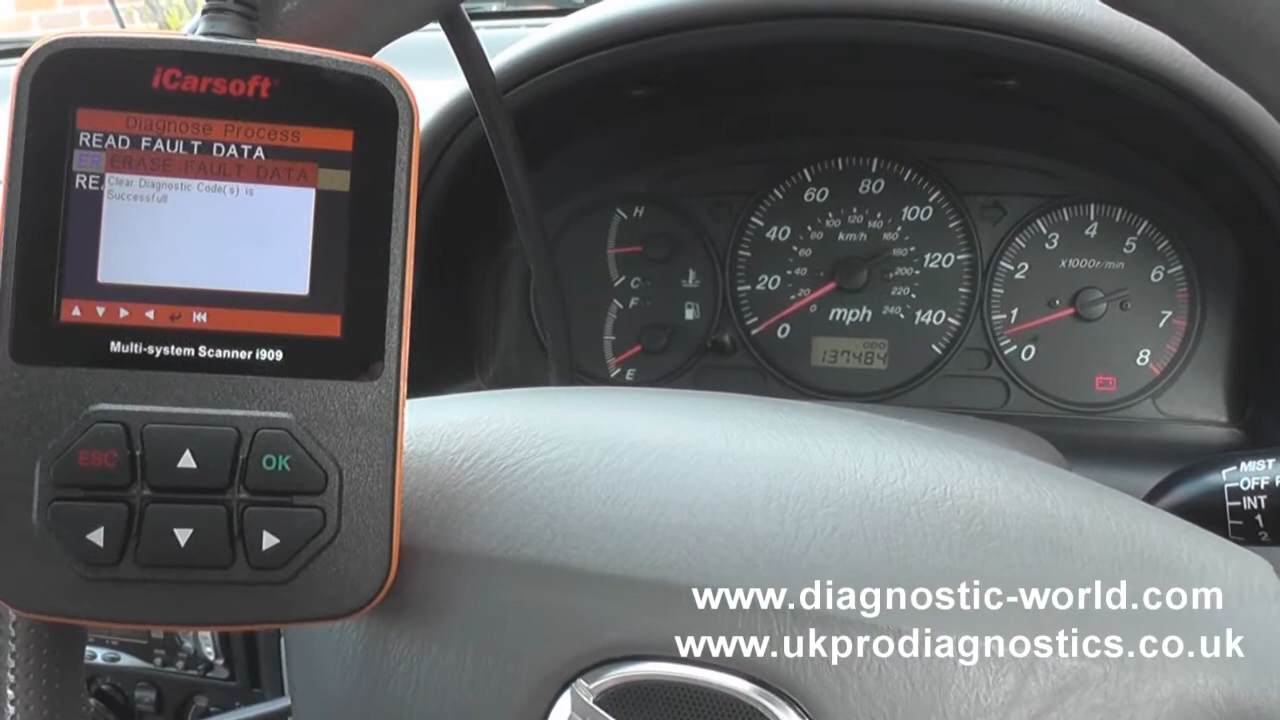 iCarsoft
Diagnose Process
READ FAULT DATA
ER ERASE FAULT DATA
REA
Clear Diagnostic Code(s) is
Successfull
Multi-system Scanner i909
ESC
OK
H
C
F
E
0
20
40
60
80
100
120
140
20
40
60
80
100
120
140
160
180
200
220
240
km/h
mph
ODO
137484
0
1
2
3
4
5
6
7
8
X1000r/min
MIST
OFF
INT
1
2
www.diagnostic-world.com
www.ukprodiagnostics.co.uk